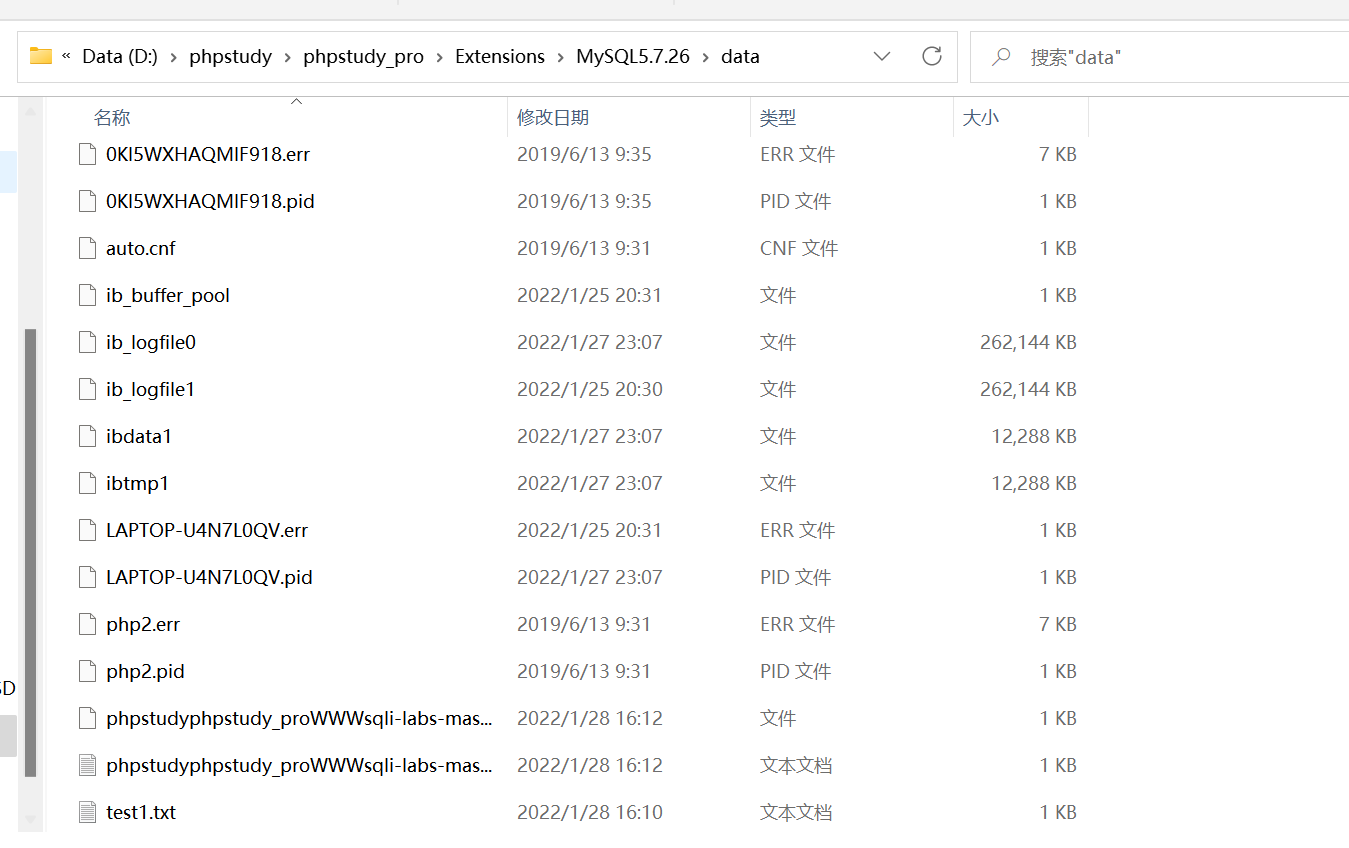 « Data (D:) › phpstudy › phpstudy_pro › Extensions › MySQL5.7.26 › data 搜索"data"
名称 修改日期 类型 大小
0KI5WXHAQMIF918.err 2019/6/13 9:35 ERR 文件 7 KB
0KI5WXHAQMIF918.pid 2019/6/13 9:35 PID 文件 1 KB
auto.cnf 2019/6/13 9:31 CNF 文件 1 KB
ib_buffer_pool 2022/1/25 20:31 文件 1 KB
ib_logfile0 2022/1/27 23:07 文件 262,144 KB
ib_logfile1 2022/1/25 20:30 文件 262,144 KB
ibdata1 2022/1/27 23:07 文件 12,288 KB
ibtmp1 2022/1/27 23:07 文件 12,288 KB
LAPTOP-U4N7L0QV.err 2022/1/25 20:31 ERR 文件 1 KB
LAPTOP-U4N7L0QV.pid 2022/1/27 23:07 PID 文件 1 KB
php2.err 2019/6/13 9:31 ERR 文件 7 KB
php2.pid 2019/6/13 9:31 PID 文件 1 KB
phpstudyphpstudy_proWWWsqli-labs-mas... 2022/1/28 16:12 文件 1 KB
phpstudyphpstudy_proWWWsqli-labs-mas... 2022/1/28 16:12 文本文档 1 KB
test1.txt 2022/1/28 16:10 文本文档 1 KB